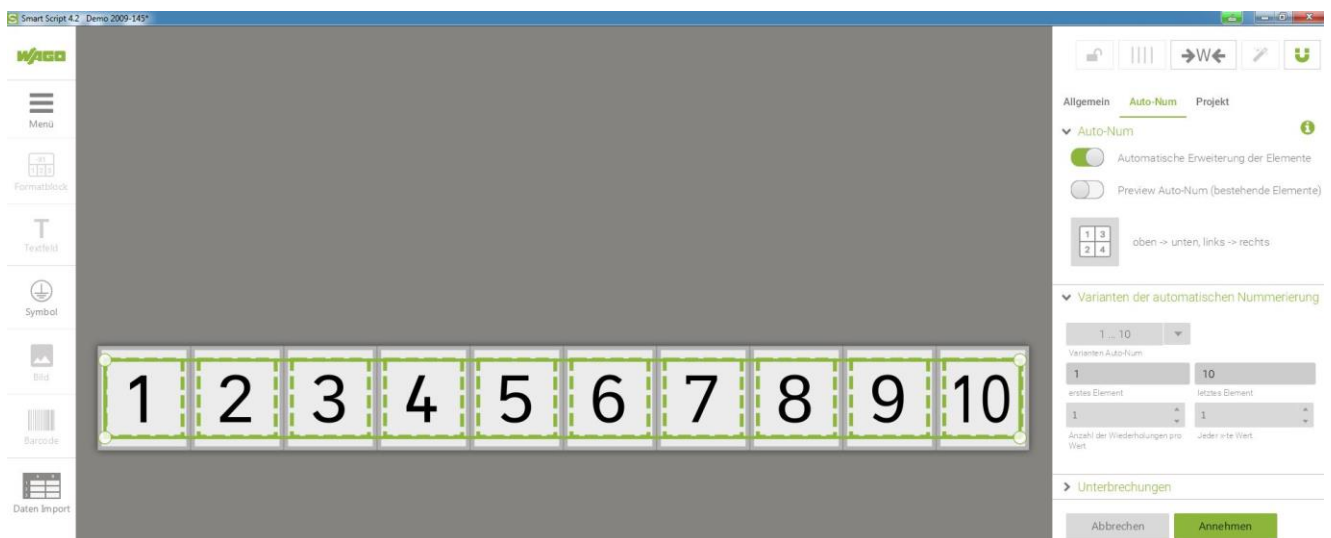 Smart Script 4.2 Demo 2009-145*
WAGO
Menü
Formatblock
Textfeld
Symbol
Bild
Barcode
Daten Import
1 2 3 4 5 6 7 8 9 10
W
Allgemein Auto-Num Projekt
Auto-Num
Automatische Erweiterung der Elemente
Preview Auto-Num (bestehende Elemente)
1 3
2 4
oben -> unten, links -> rechts
Varianten der automatischen Nummerierung
1 ... 10
Varianten Auto-Num
1 10
erstes Element letztes Element
1 1
Anzahl der Wiederholungen pro Jeder n-te Wert
Wert
Unterbrechungen
Abbrechen Annehmen